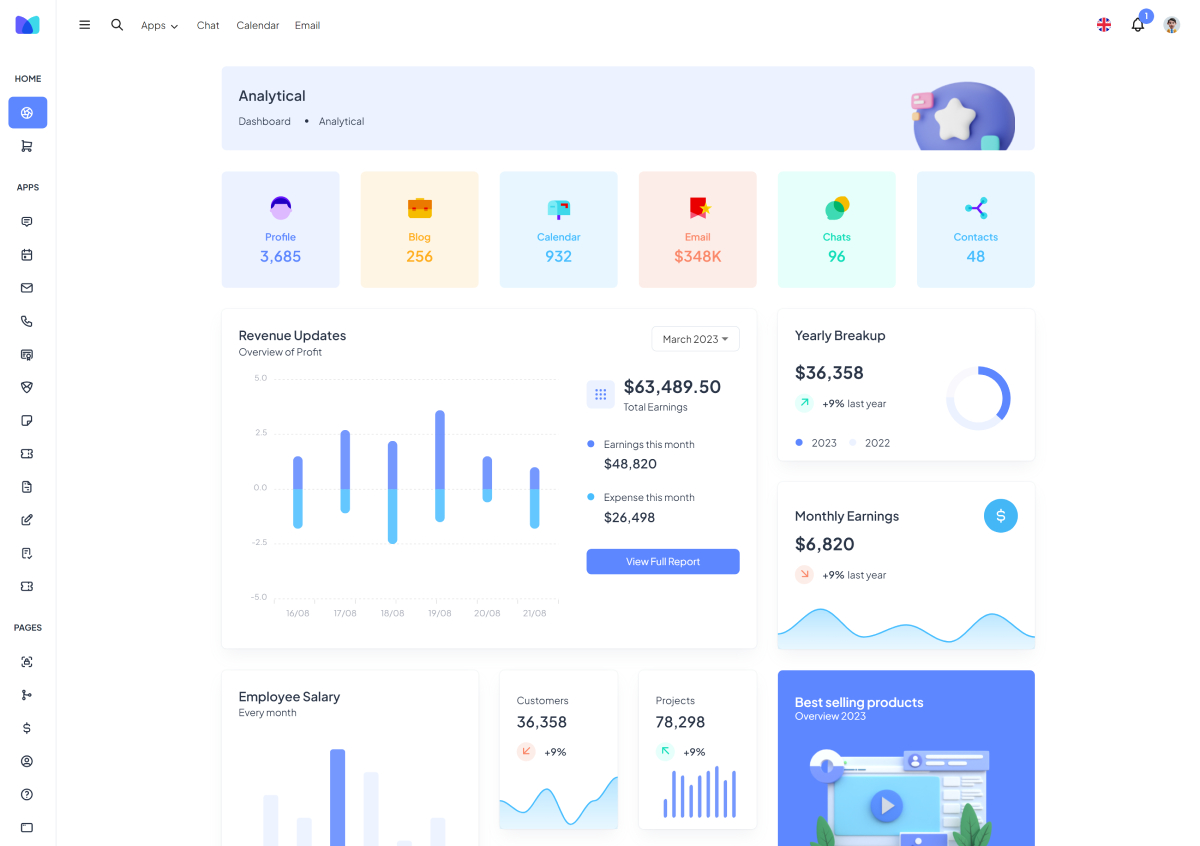 Apps
Chat
Calendar
Email
1
HOME
APPS
PAGES
Analytical
Dashboard • Analytical
Profile
3,685
Blog
256
Calendar
932
Email
$348K
Chats
96
Contacts
48
Revenue Updates
Overview of Profit
March 2023
5.0
2.5
0.0
-2.5
-5.0
16/08 17/08 18/08 19/08 20/08 21/08
$63,489.50
Total Earnings
Earnings this month
$48,820
Expense this month
$26,498
View Full Report
Yearly Breakup
$36,358
+9% last year
2023 2022
Monthly Earnings
$
$6,820
+9% last year
Employee Salary
Every month
Customers
36,358
+9%
Projects
78,298
+9%
Best selling products
Overview 2023